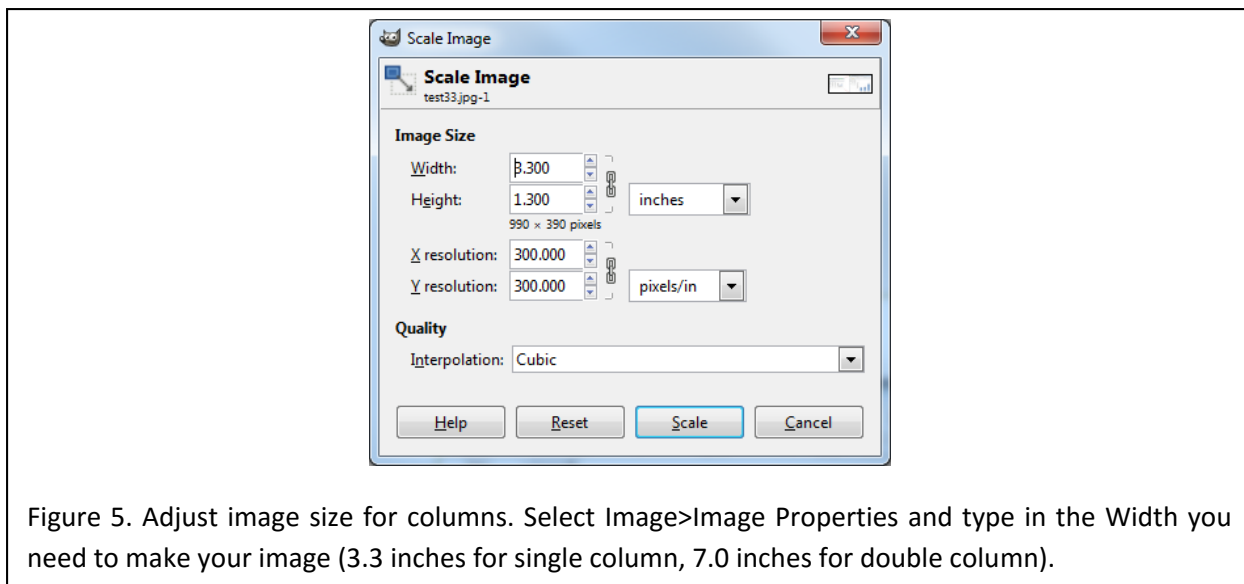 Scale Image
Scale Image
test33.jpg-1
Image Size
Width: 3.300
Height: 1.300 inches
990 × 390 pixels
X resolution: 300.000
Y resolution: 300.000 pixels/in
Quality
Interpolation: Cubic
Help Reset Scale Cancel
Figure 5. Adjust image size for columns. Select Image>Image Properties and type in the Width you
need to make your image (3.3 inches for single column, 7.0 inches for double column).